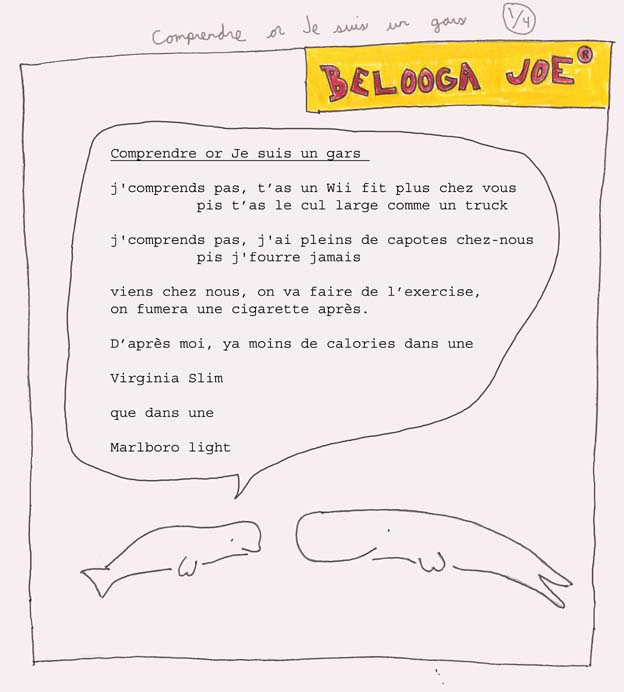 Comprendre or Je suis un gars 1/4
BELOOGA JOE ®
Comprendre or Je suis un gars
j'comprends pas, t'as un Wii fit plus chez vous
pis t'as le cul large comme un truck
j'comprends pas, j'ai pleins de capotes chez-nous
pis j'fourre jamais
viens chez nous, on va faire de l'exercise,
on fumera une cigarette après.
D'après moi, ya moins de calories dans une
Virginia Slim
que dans une
Marlboro light